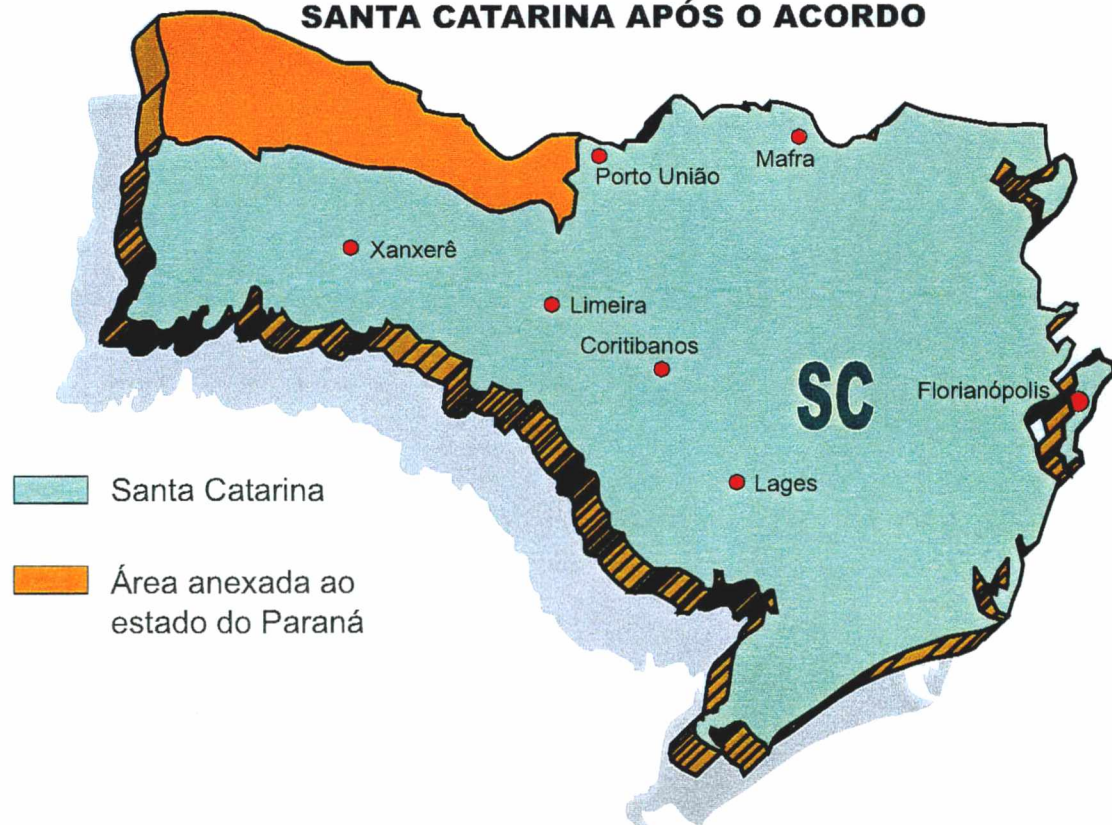 SANTA CATARINA APÓS O ACORDO
Porto União
Mafra
Xanxerê
Limeira
Coritibanos
SC
Florianópolis
Lages
Santa Catarina
Área anexada ao
estado do Paraná